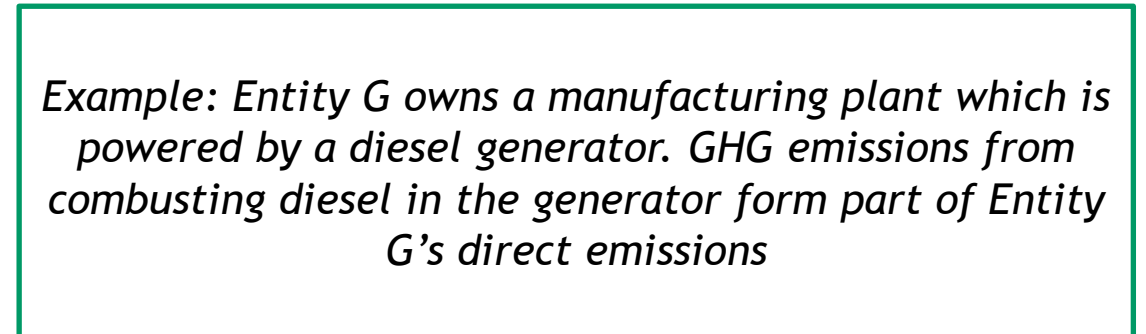 Example: Entity G owns a manufacturing plant which is
powered by a diesel generator. GHG emissions from
combusting diesel in the generator form part of Entity
G’s direct emissions